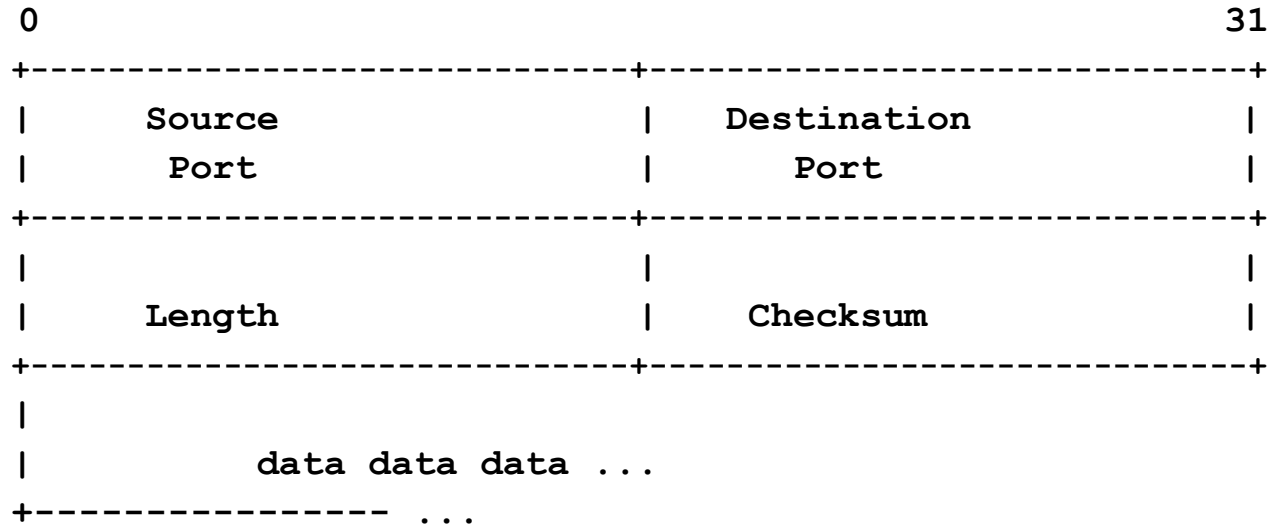 0 31
+-------------------------------+-------------------------------+
| Source | Destination |
| Port | Port |
+-------------------------------+-------------------------------+
| | |
| Length | Checksum |
+-------------------------------+-------------------------------+
|
| data data data ...
+----------------- ...